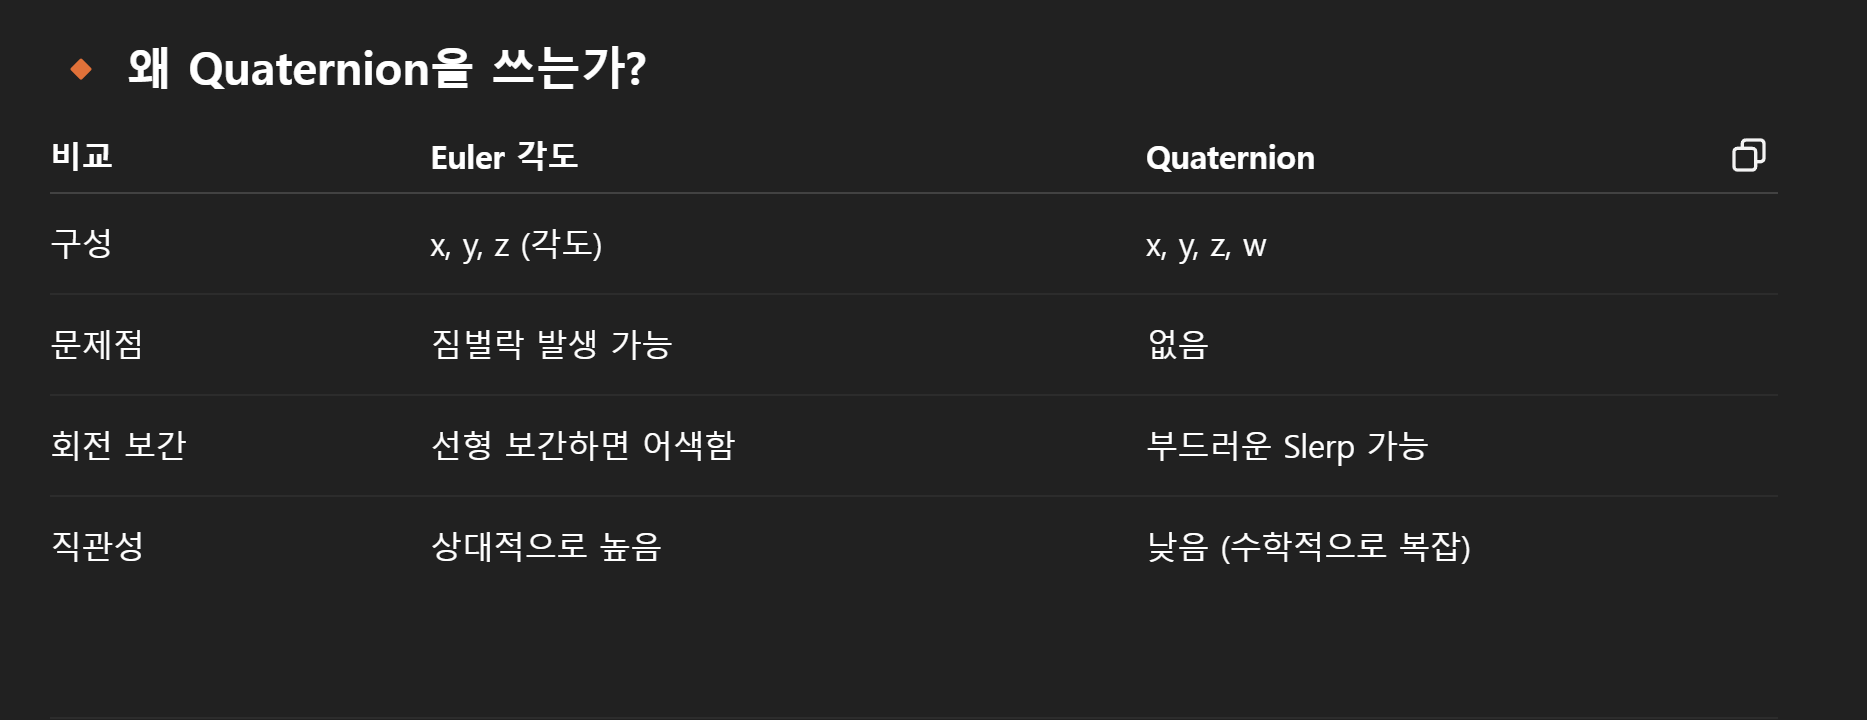 왜 Quaternion을 쓰는가?
비교 Euler 각도 Quaternion
구성 x, y, z (각도) x, y, z, w
문제점 짐벌락 발생 가능 없음
회전 보간 선형 보간하면 어색함 부드러운 Slerp 가능
직관성 상대적으로 높음 낮음 (수학적으로 복잡)